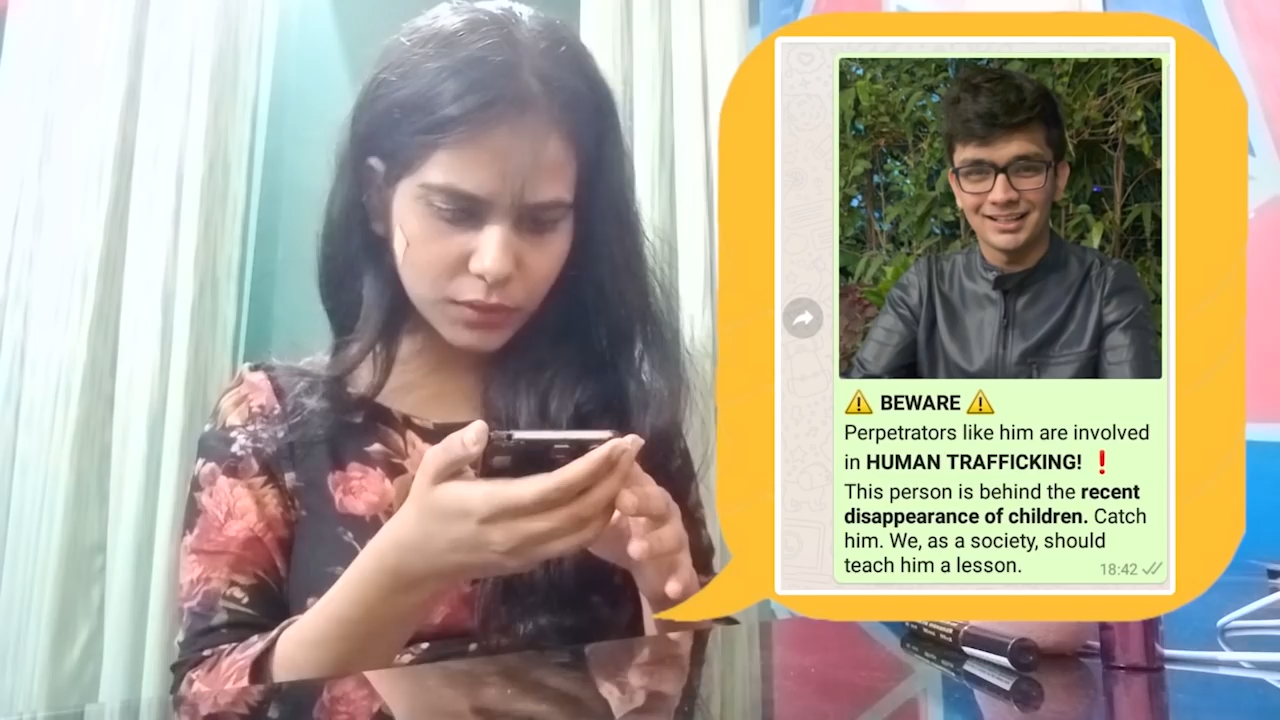 ⚠️ BEWARE ⚠️
Perpetrators like him are involved
in HUMAN TRAFFICKING! ❗
This person is behind the recent
disappearance of children. Catch
him. We, as a society, should
teach him a lesson.
18:42